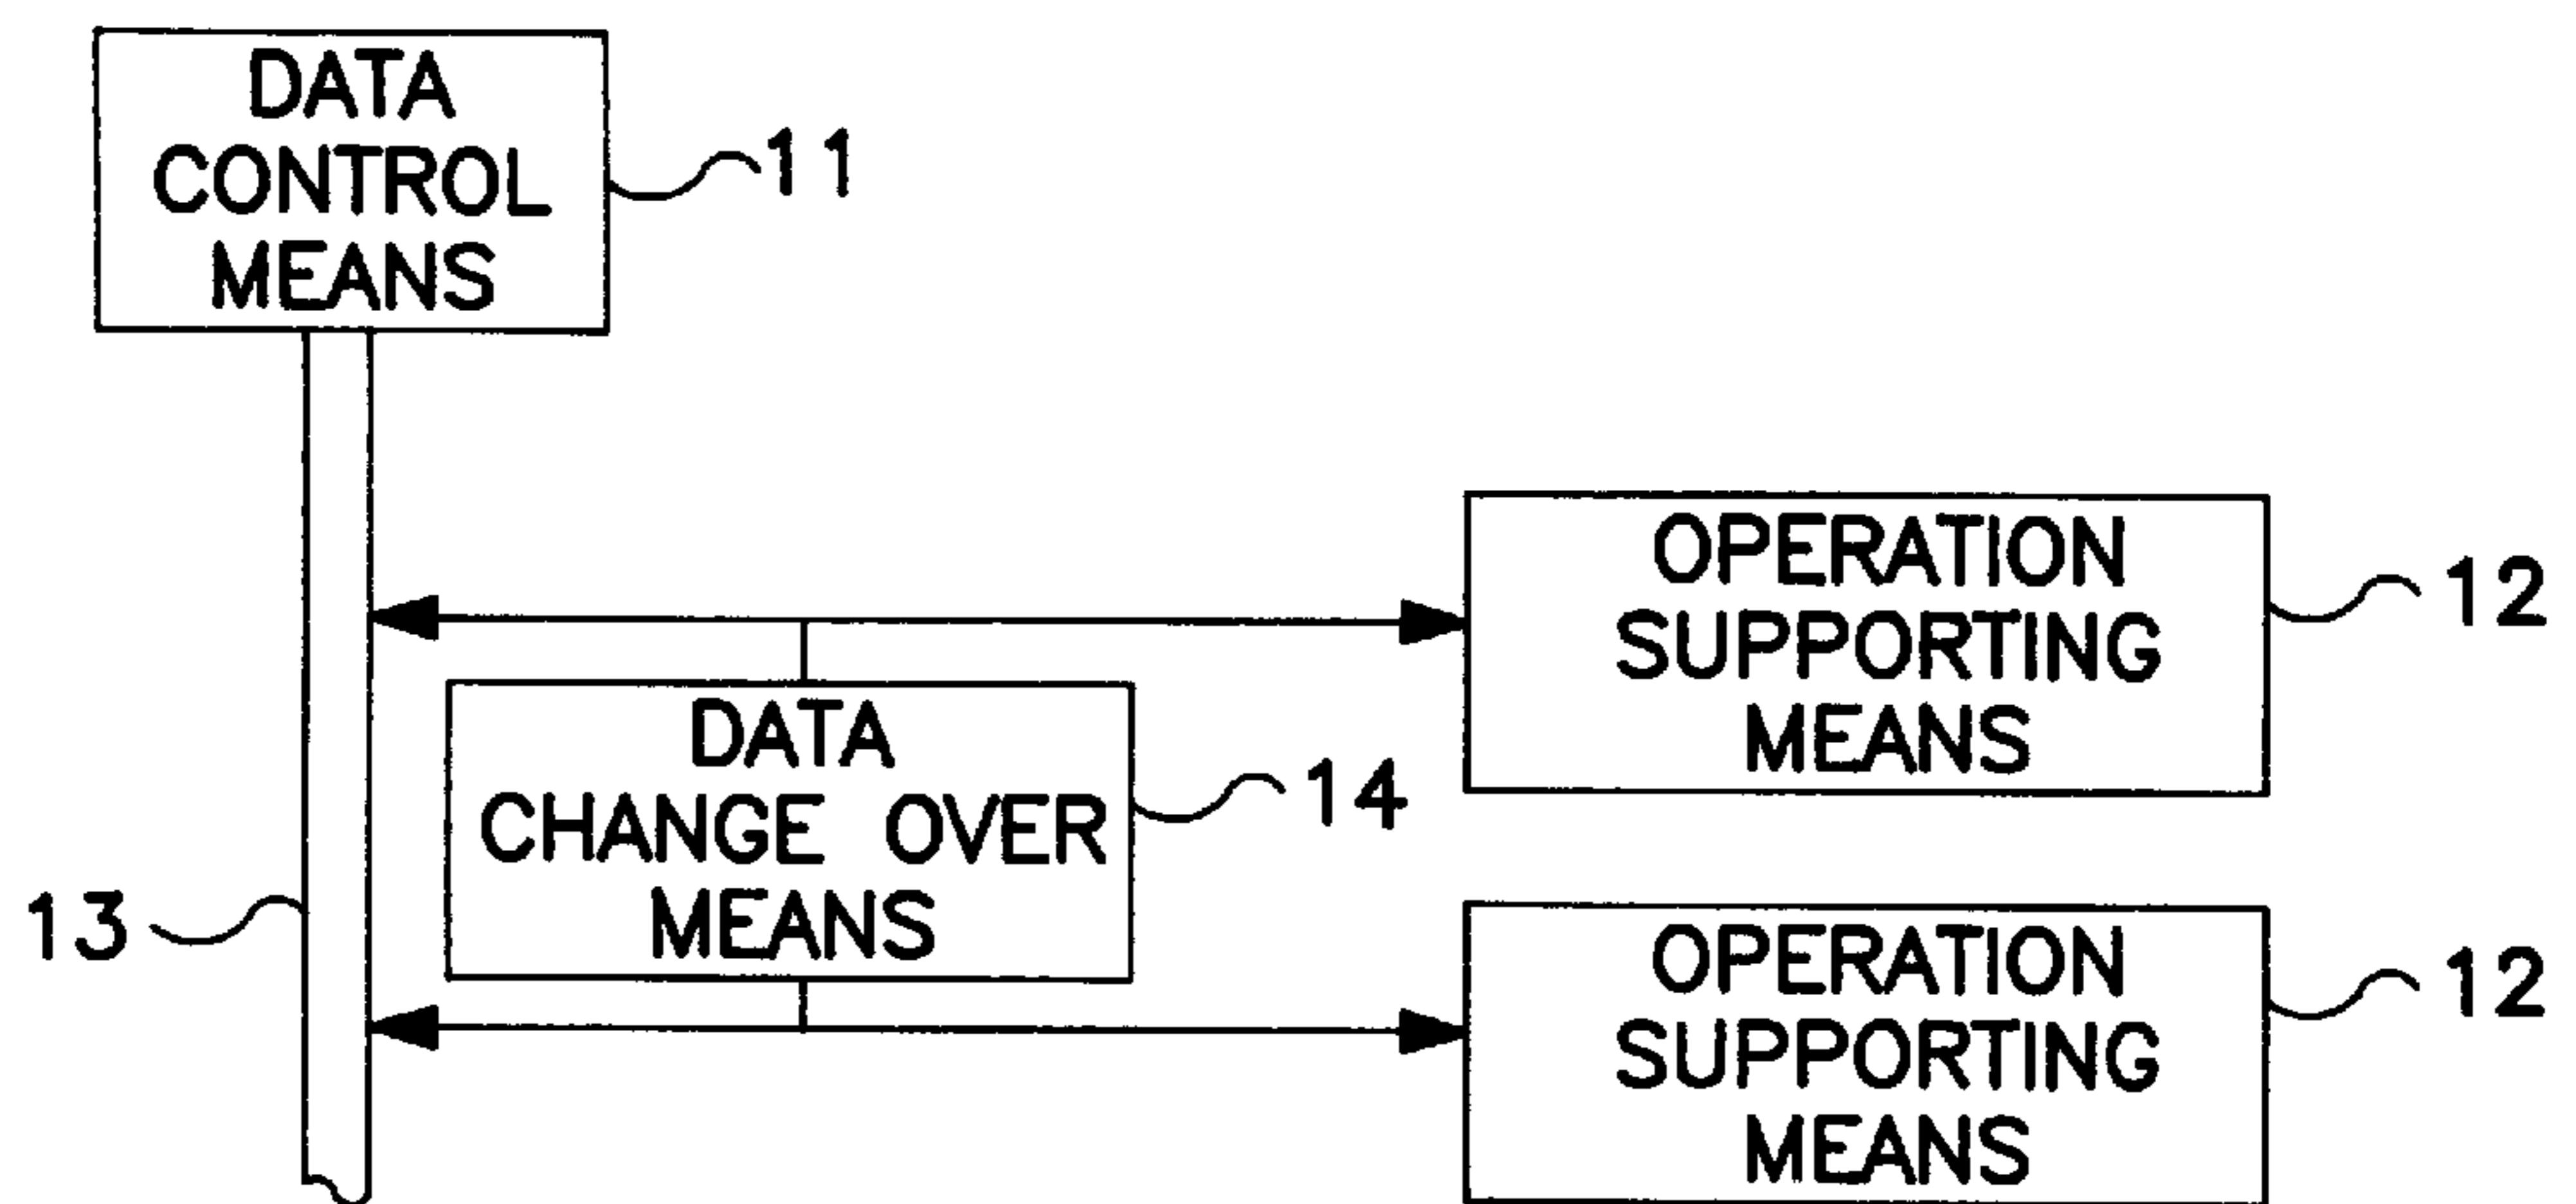 DATA
CONTROL
MEANS
11
OPERATION
SUPPORTING
MEANS
12
DATA
CHANGE OVER
MEANS
14
13
OPERATION
SUPPORTING
MEANS
12